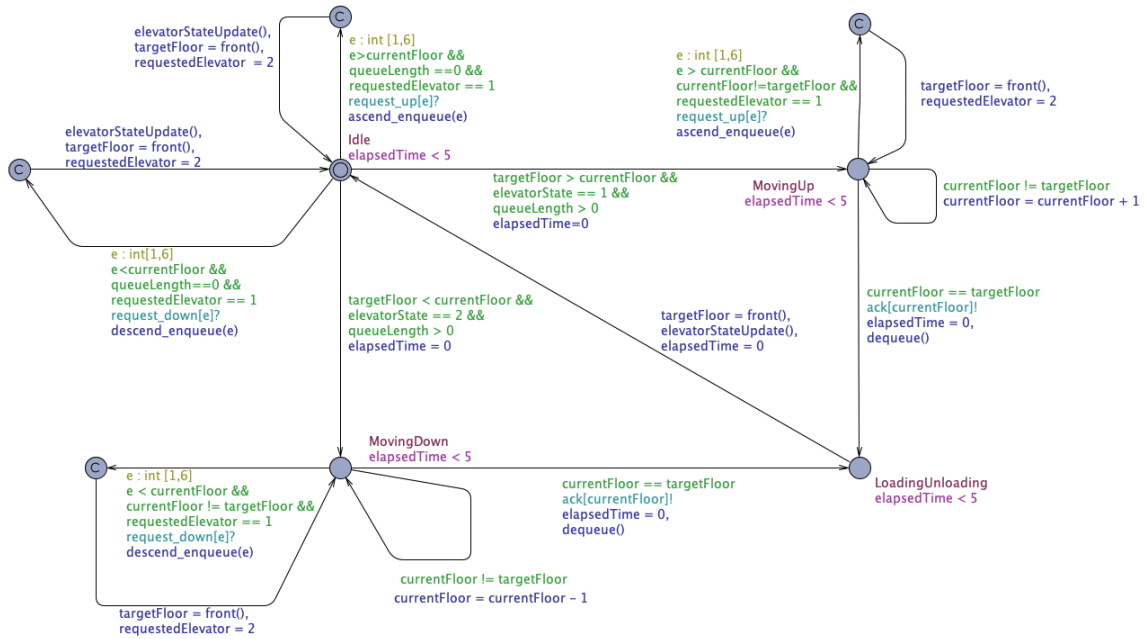 C
elevatorStateUpdate(),
targetFloor = front(),
requestedElevator  = 2
e : int [1,6]
e>currentFloor &&
queueLength ==0 &&
requestedElevator == 1
request_up[e]?
ascend_enqueue(e)
C
e : int [1,6]
e > currentFloor &&
currentFloor!=targetFloor &&
requestedElevator == 1
request_up[e]?
ascend_enqueue(e)
targetFloor = front(),
requestedElevator = 2
C
elevatorStateUpdate(),
targetFloor = front(),
requestedElevator = 2
Idle
elapsedTime < 5
targetFloor > currentFloor &&
elevatorState == 1 &&
queueLength > 0
elapsedTime=0
MovingUp
elapsedTime < 5
currentFloor != targetFloor
currentFloor = currentFloor + 1
e : int[1,6]
e<currentFloor &&
queueLength==0 &&
requestedElevator == 1
request_down[e]?
descend_enqueue(e)
targetFloor < currentFloor &&
elevatorState == 2 &&
queueLength > 0
elapsedTime = 0
targetFloor = front(),
elevatorStateUpdate(),
elapsedTime = 0
currentFloor == targetFloor
ack[currentFloor]!
elapsedTime = 0,
dequeue()
MovingDown
elapsedTime < 5
C
e : int [1,6]
e < currentFloor &&
currentFloor != targetFloor &&
requestedElevator == 1
request_down[e]?
descend_enqueue(e)
currentFloor == targetFloor
ack[currentFloor]!
elapsedTime = 0,
dequeue()
LoadingUnloading
elapsedTime < 5
currentFloor != targetFloor
currentFloor = currentFloor - 1
targetFloor = front(),
requestedElevator = 2